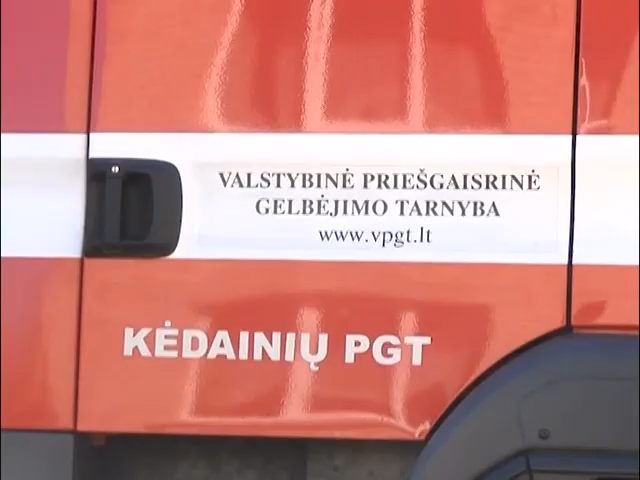 VALSTYBINĖ PRIEŠGAISRINĖ
GELBĖJIMO TARNYBA
www.vpgt.lt
KĖDAINIŲ PGT